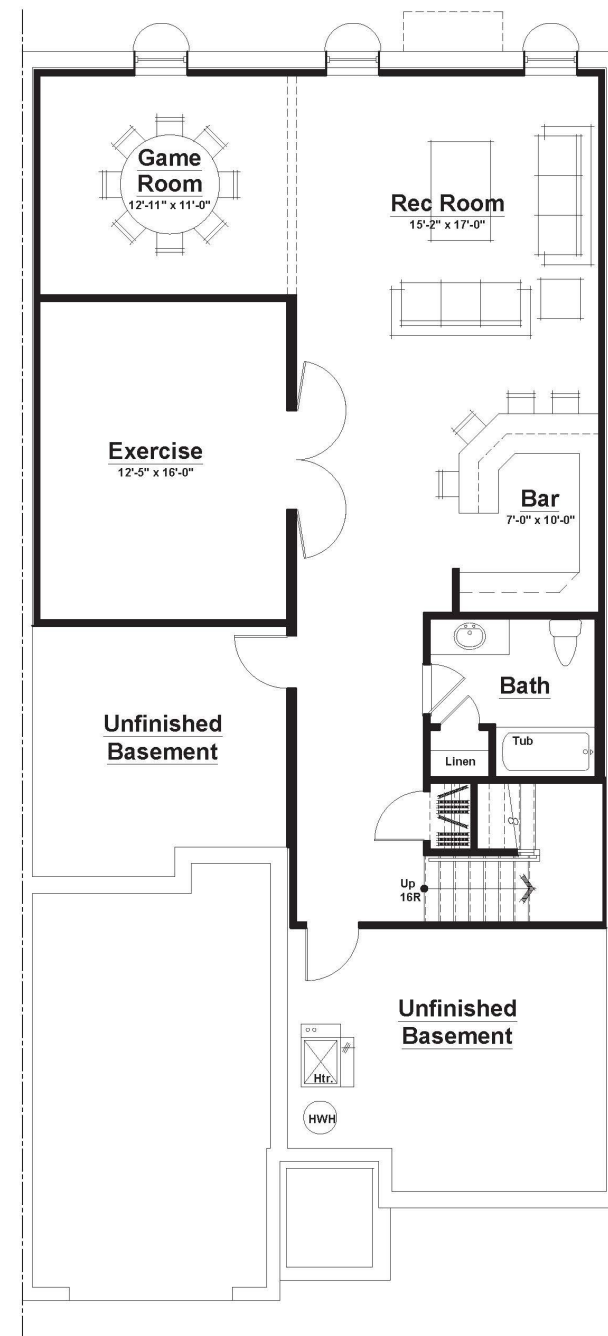 Game
Room
12'-11" x 11'-0"
Rec Room
15'-2" x 17'-0"
Exercise
12'-5" x 16'-0"
Bar
7'-0" x 10'-0"
Bath
Unfinished
Basement
Tub
Linen
8
Up
16R
Unfinished
Basement
Htr.
HWH